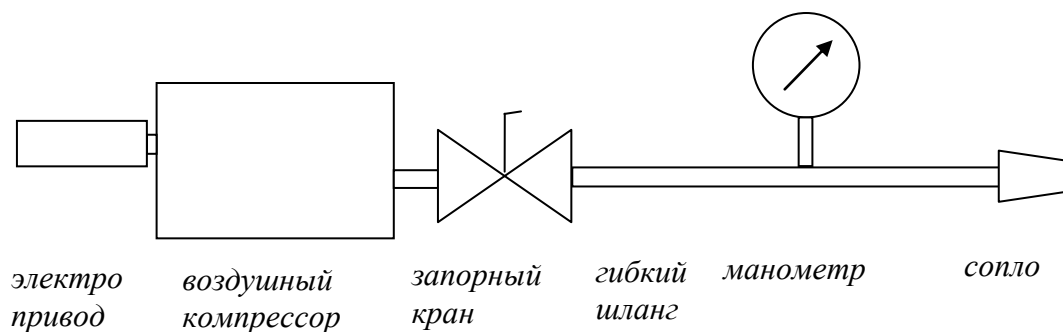 электро привод
воздушный компрессор
запорный кран
гибкий шланг
манометр
сопло